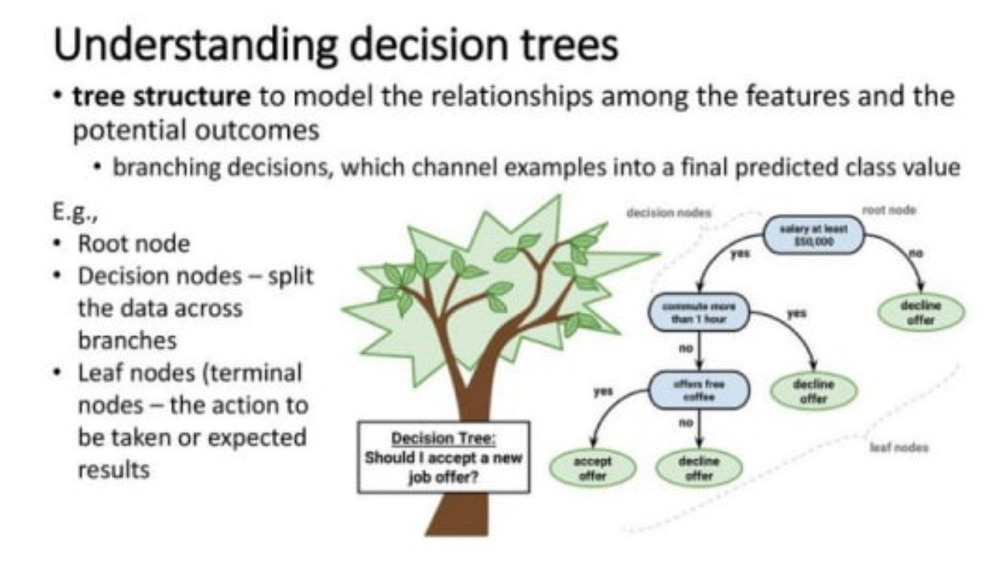 Understanding decision trees
• tree structure to model the relationships among the features and the
potential outcomes
• branching decisions, which channel examples into a final predicted class value
E.g.,
• Root node
• Decision nodes – split
the data across
branches
• Leaf nodes (terminal
nodes – the action to
be taken or expected
results
Decision Tree:
Should I accept a new
job offer?
decision nodes
root node
salary at least
$50,000
yes
no
commute more
than 1 hour
decline
offer
yes
no
offers free
coffee
decline
offer
yes
no
accept
offer
decline
offer
leaf nodes